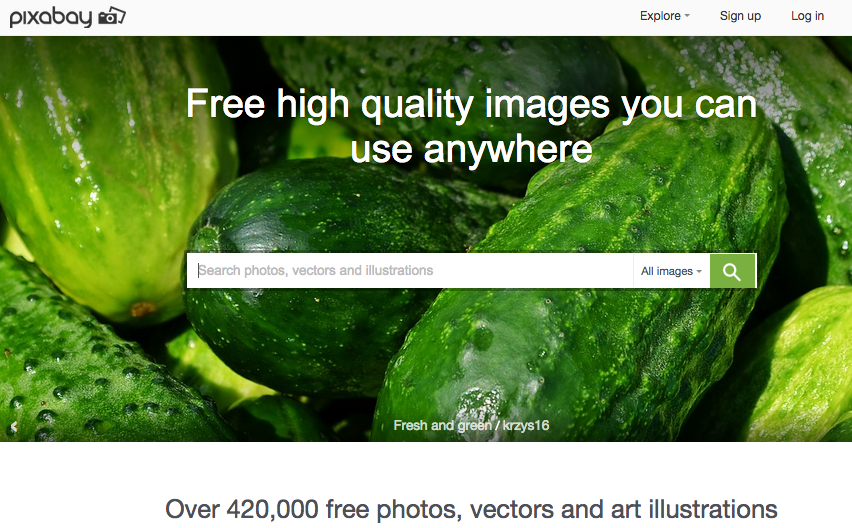 pixabay
Explore
Sign up
Log in
Free high quality images you can
use anywhere
Search photos, vectors and illustrations
All images
Fresh and green / krzys16
Over 420,000 free photos, vectors and art illustrations